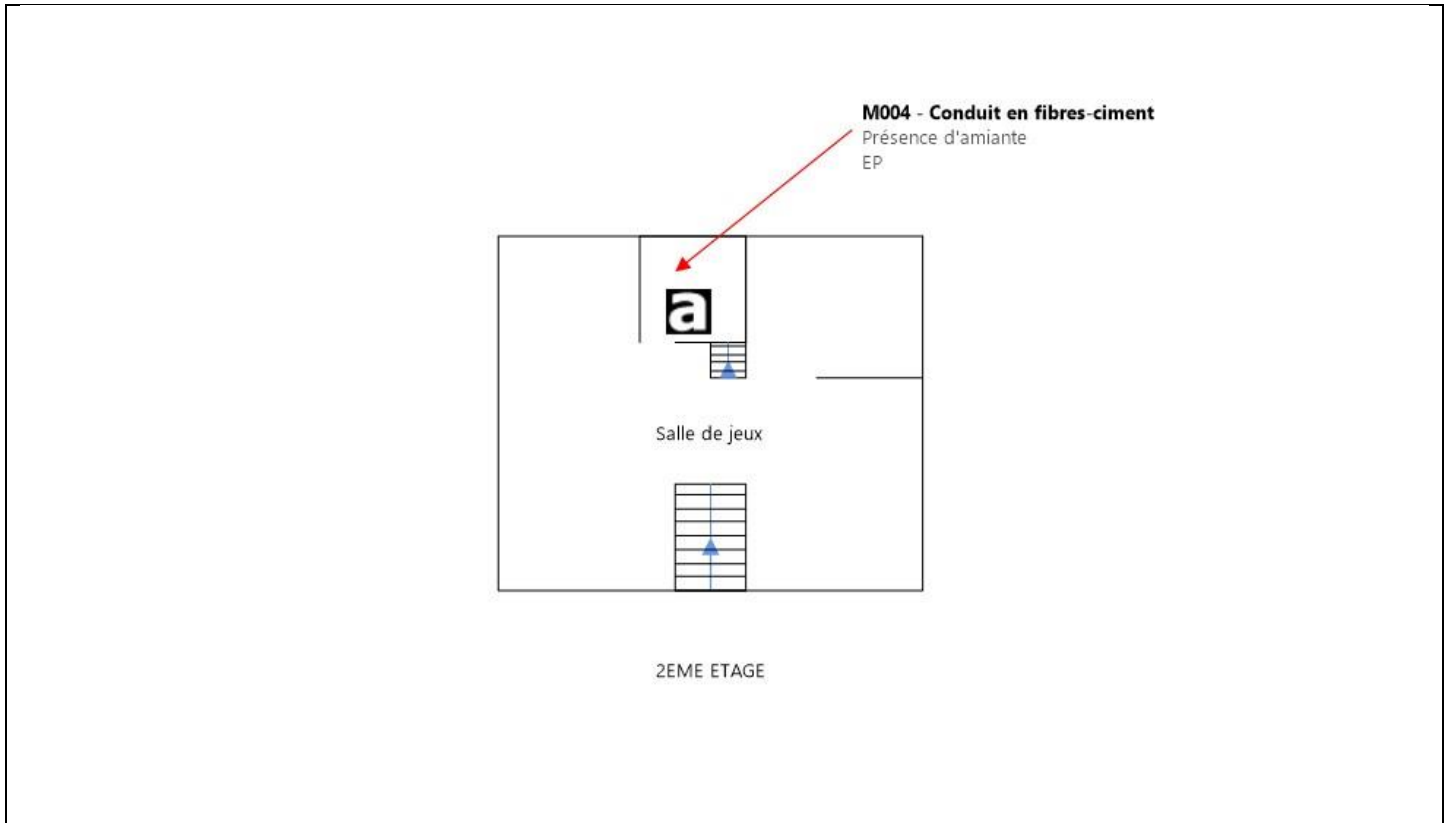 M004 - Conduit en fibres-ciment
Présence d'amiante
EP
a
Salle de jeux
2EME ETAGE